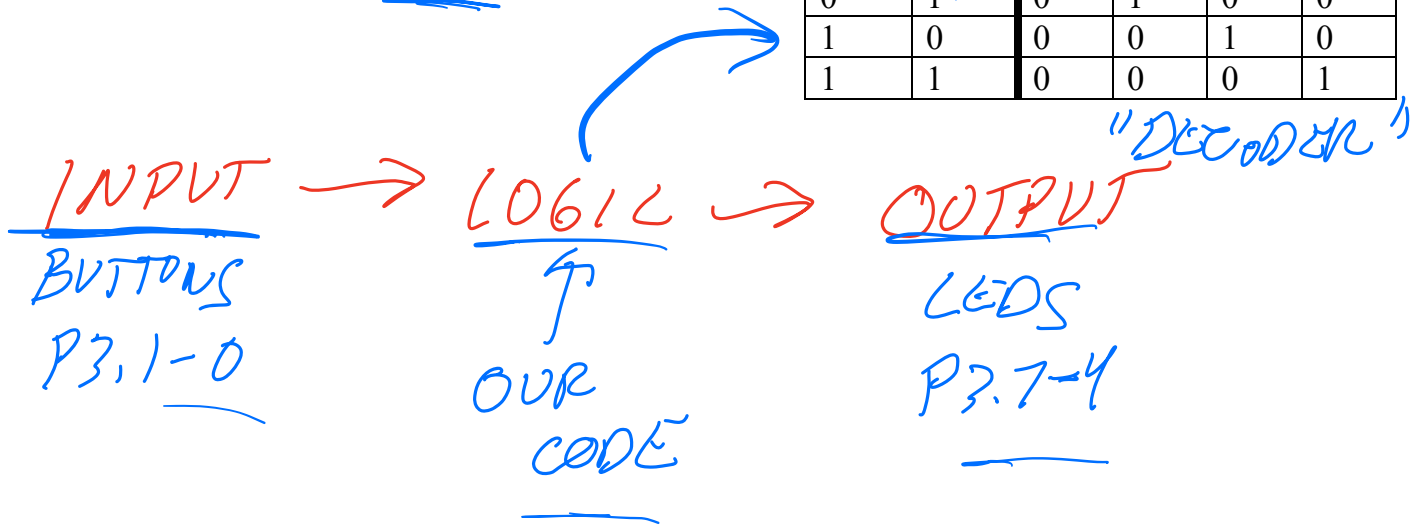 0 1 0 1 0 0
1 0 0 0 1 0
1 1 0 0 0 1
"DECODER"
INPUT → LOGIC → OUTPUT
BUTTONS
P3.1-0
OUR
CODE
LEDS
P3.7-4